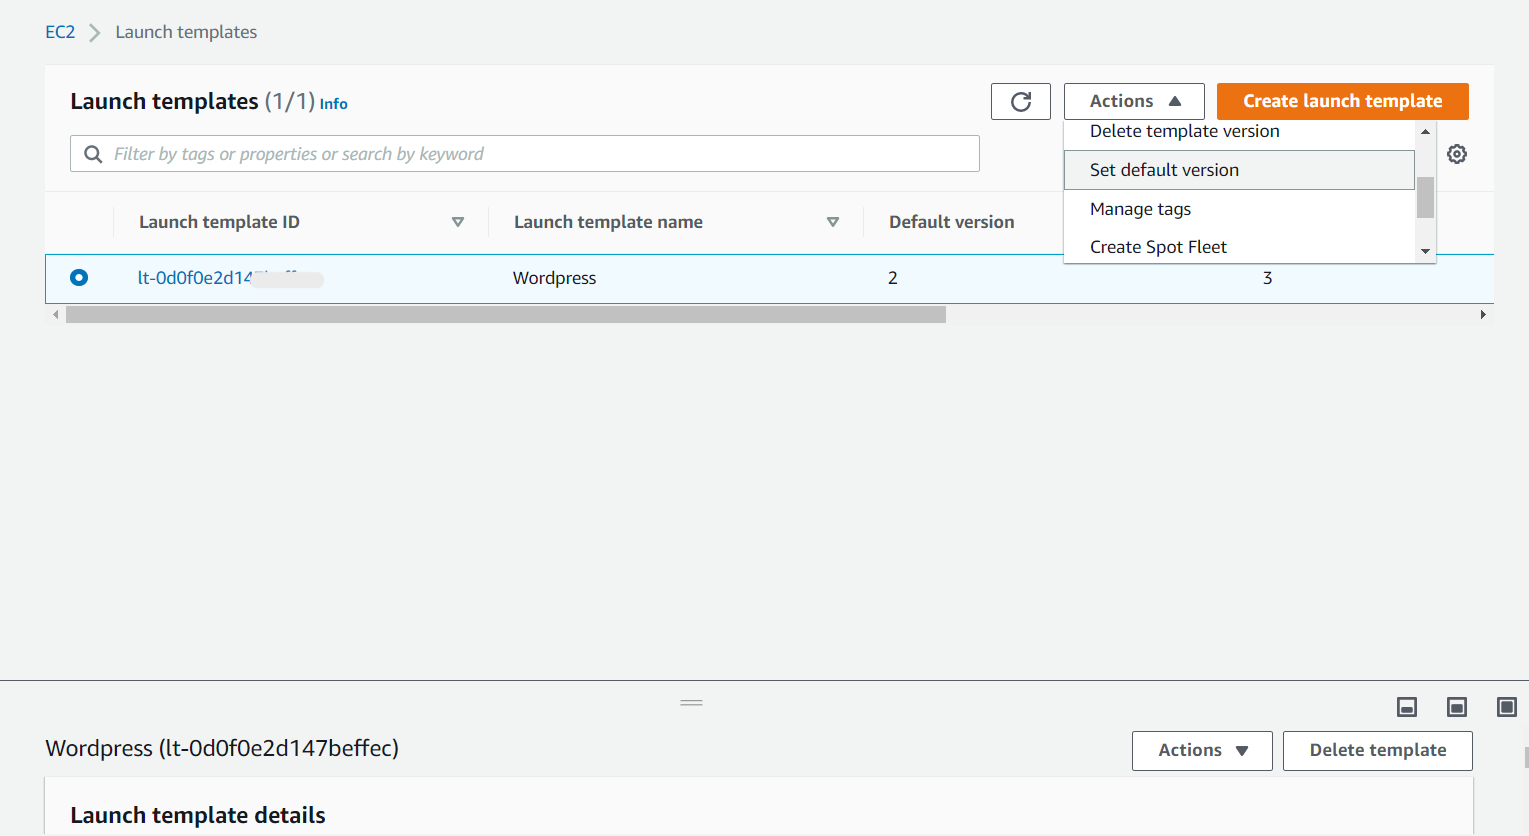 EC2 Launch templates
Launch templates (1/1) Info
Actions
Create launch template
Filter by tags or properties or search by keyword
Delete template version
Set default version
Manage tags
Create Spot Fleet
Launch template ID Launch template name Default version
lt-0d0f0e2d147 Wordpress 2 3
Wordpress (lt-0d0f0e2d147beffec)
Actions
Delete template
Launch template details